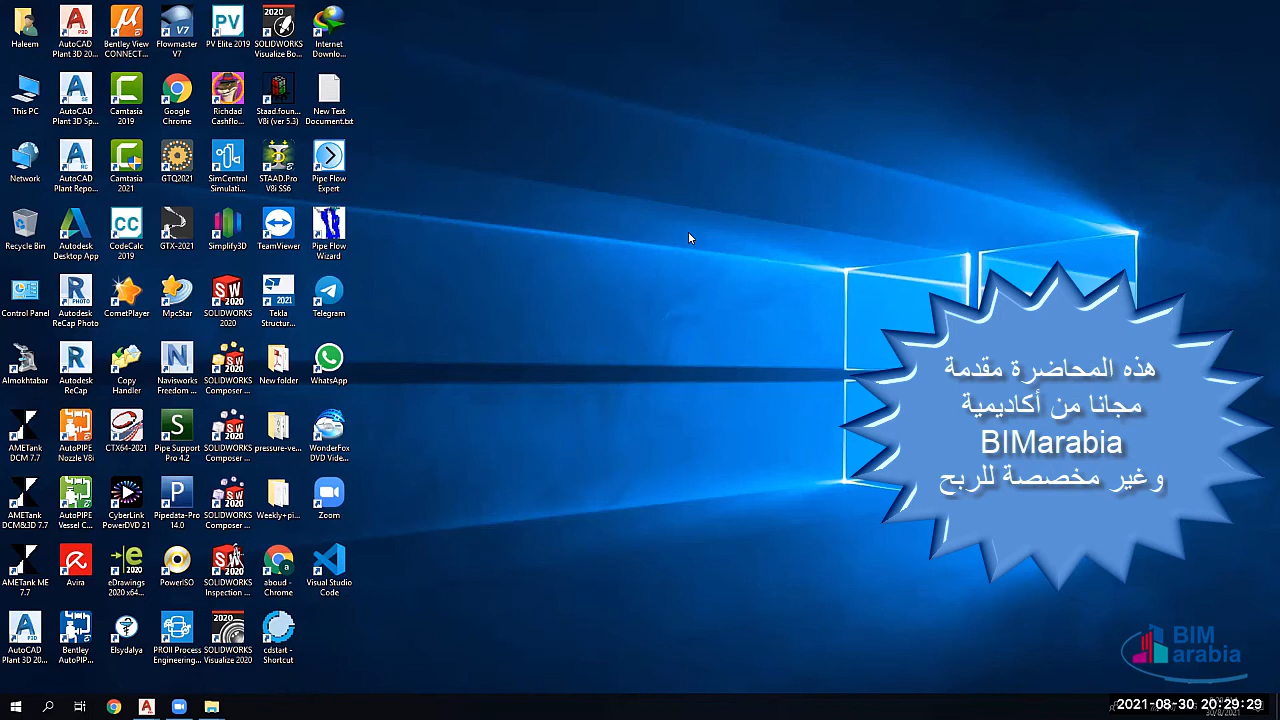 Haleem
AutoCAD
Plant 3D 20...
Bentley View
CONNECT...
Flowmaster
V7
PV Elite 2019
SOLIDWORKS
Visualize Bo...
Internet
Downlo...
This PC
AutoCAD
Plant 3D Sp...
Camtasia
2019
Google
Chrome
Richdad
Cashflo...
Staad.foun...
V8i (ver 5.3)
New Text
Document.txt
Network
AutoCAD
Plant Repo...
Camtasia
2021
GTQ2021
SimCentral
Simulati...
STAAD.Pro
V8i SS6
Pipe Flow
Expert
Recycle Bin
Autodesk
Desktop App
CodeCalc
2019
GTX-2021
Simplify3D
TeamViewer
Pipe Flow
Wizard
Control Panel
Autodesk
ReCap Photo
CometPlayer
MpcStar
SOLIDWORKS
2020
Tekla
Structur...
Telegram
Almokhtabar
Autodesk
ReCap
Copy
Handler
Navisworks
Freedom ...
SOLIDWORKS
Composer ...
New folder
WhatsApp
AMETank
DCM 7.7
AutoPIPE
Nozzle V8i
CTX64-2021
Pipe Support
Pro 4.2
SOLIDWORKS
Composer ...
pressure-ve...
WonderFox
DVD Vide...
AMETank
DCM&3D 7.7
AutoPIPE
Vessel C...
CyberLink
PowerDVD 21
Pipedata-Pro
14.0
SOLIDWORKS
Composer ...
Weekly+pi...
Zoom
AMETank ME
7.7
Avira
eDrawings
2020 x64...
PowerISO
SOLIDWORKS
Inspection ...
aboud -
Chrome
Visual Studio
Code
AutoCAD
Plant 3D 20...
Bentley
AutoPIP...
Elsydalya
PROII Process
Engineering...
SOLIDWORKS
Visualize 2020
cdstart -
Shortcut
هذه المحاضرة مقدمة
مجانا من أكاديمية
BIMarabia
وغير مخصصة للربح
BIM
arabia
2021-08-30 20:29:29